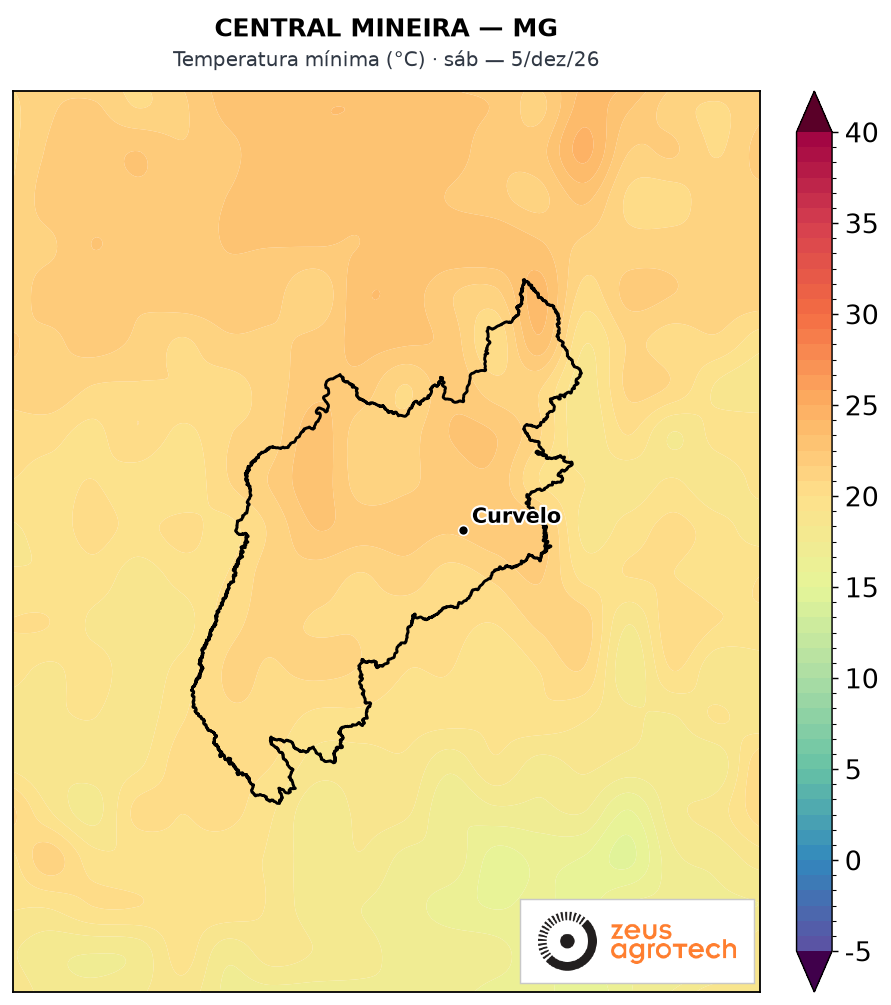 CENTRAL MINEIRA — MG
Temperatura mínima (°C) · sáb — 5/dez/26
40
35
30
25
20
15
10
5
0
-5
Curvelo
zeus
agrotech